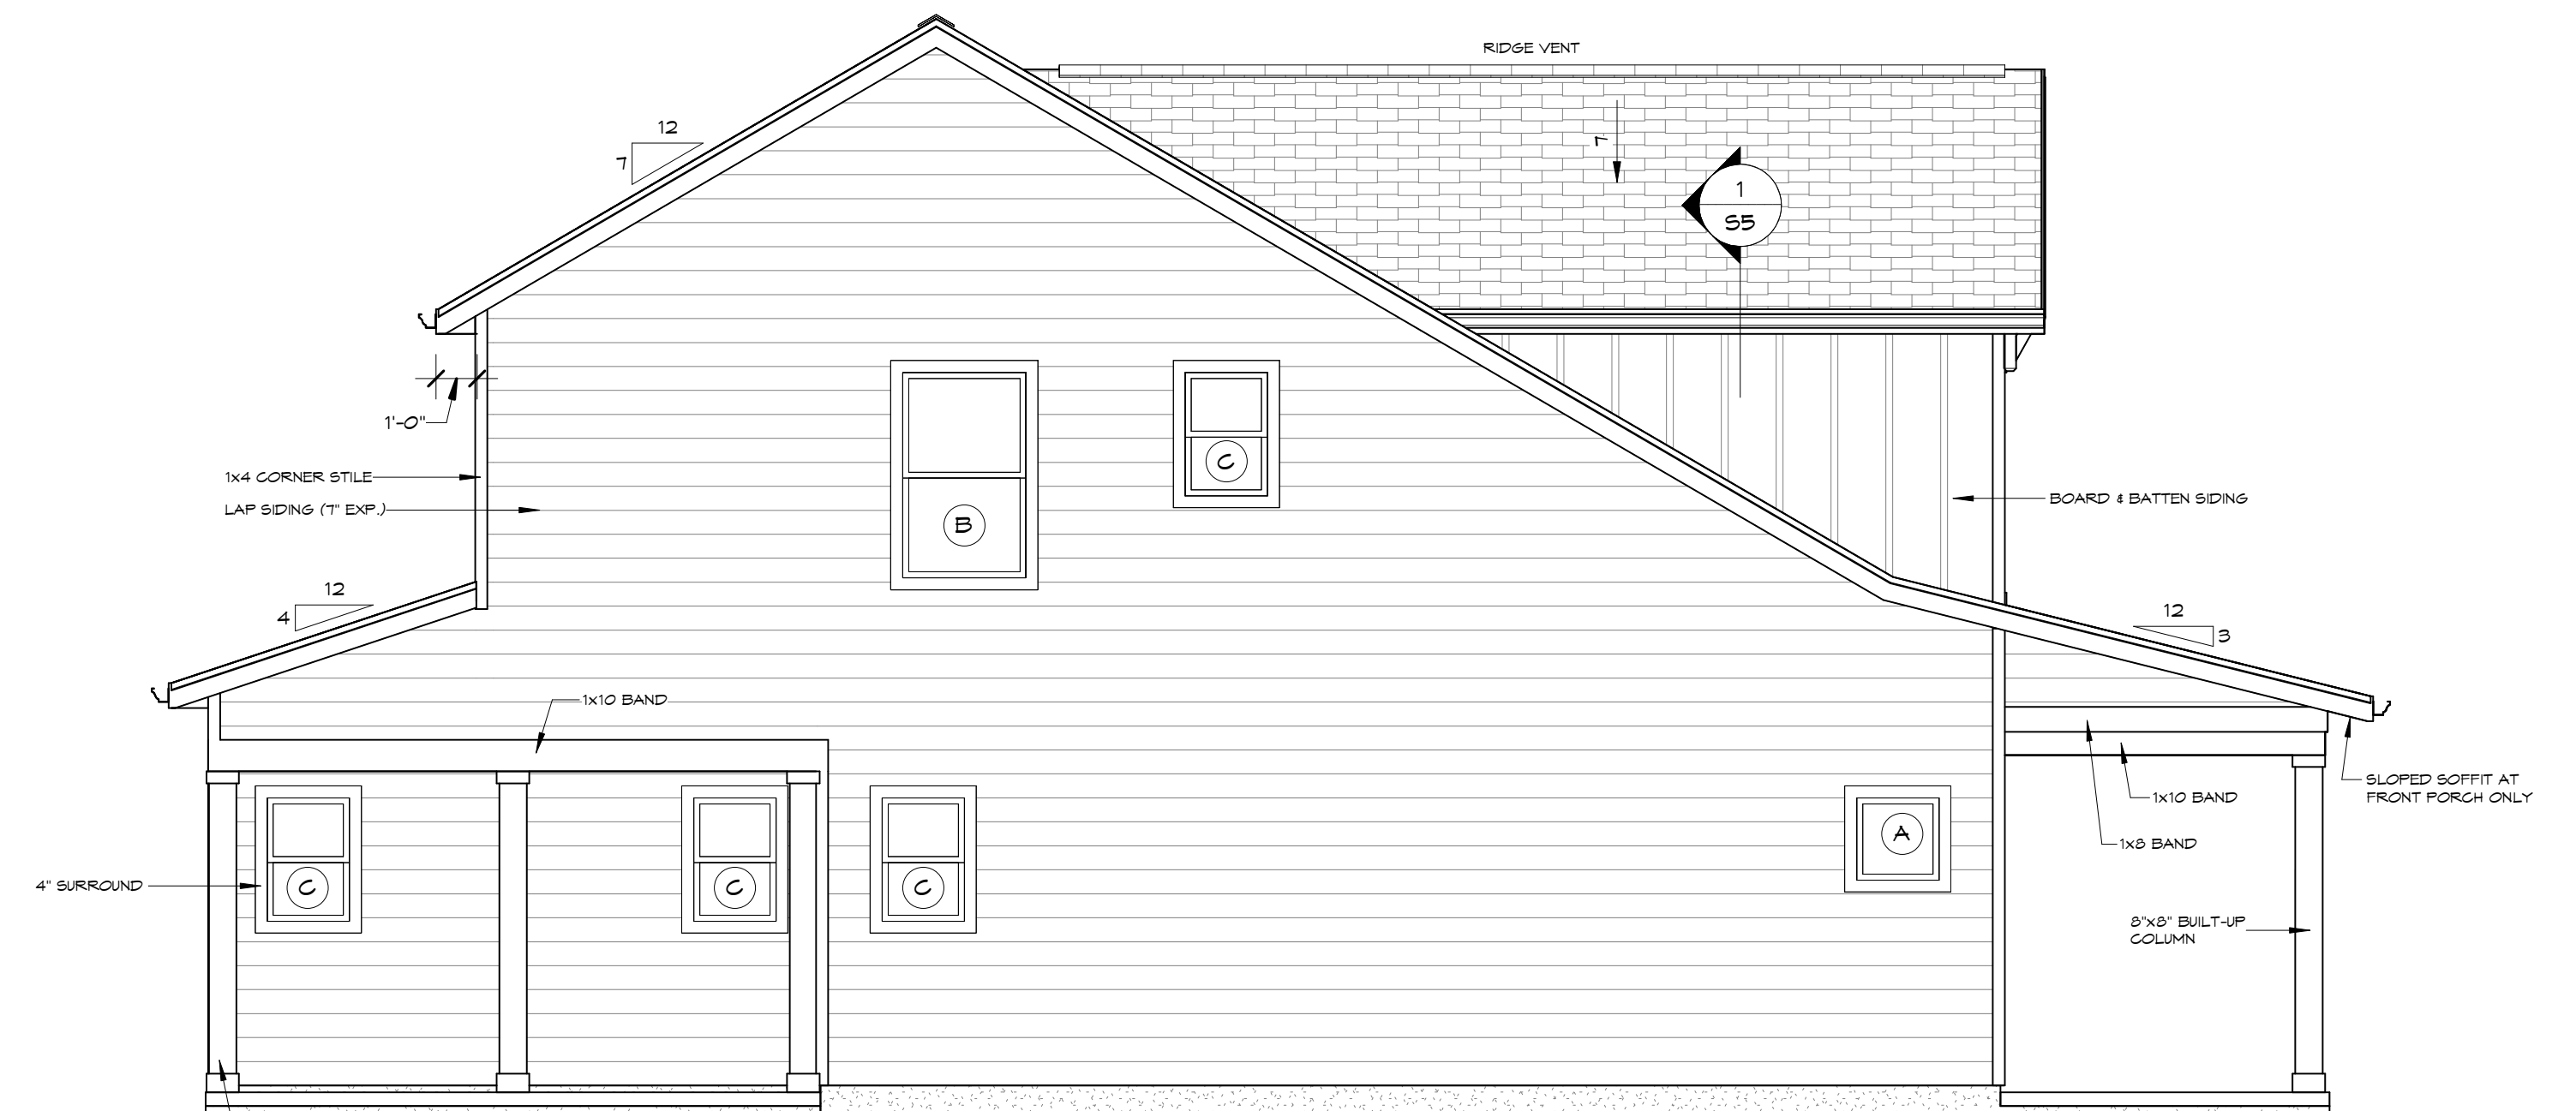 RIDGE VENT
12
7
7
1
S5
1'-0"
1x4 CORNER STILE
LAP SIDING (7" EXP.)
C
B
BOARD & BATTEN SIDING
12
4
12
3
1x10 BAND
SLOPED SOFFIT AT
FRONT PORCH ONLY
1x10 BAND
1x8 BAND
A
4" SURROUND
C
C
C
8"x8" BUILT-UP
COLUMN